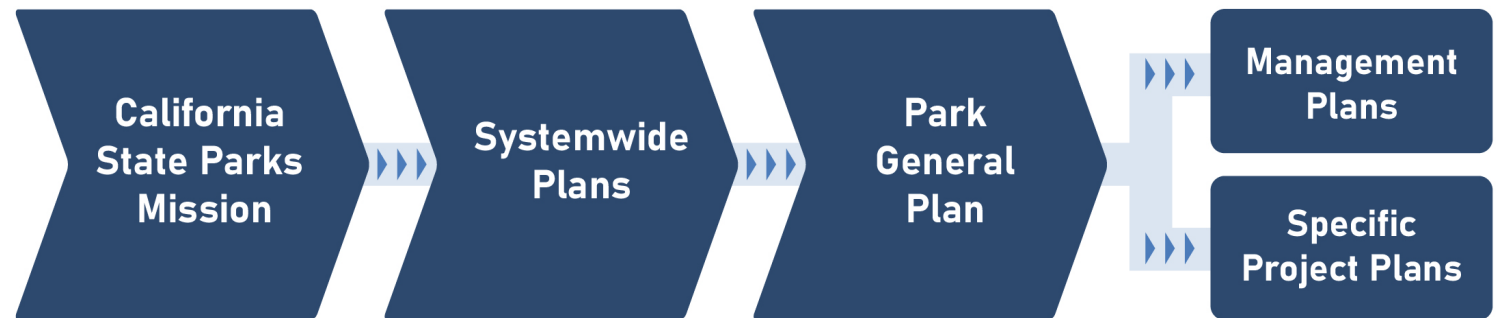 California
State Parks
Mission
Systemwide
Plans
Park
General
Plan
Management
Plans
Specific
Project Plans